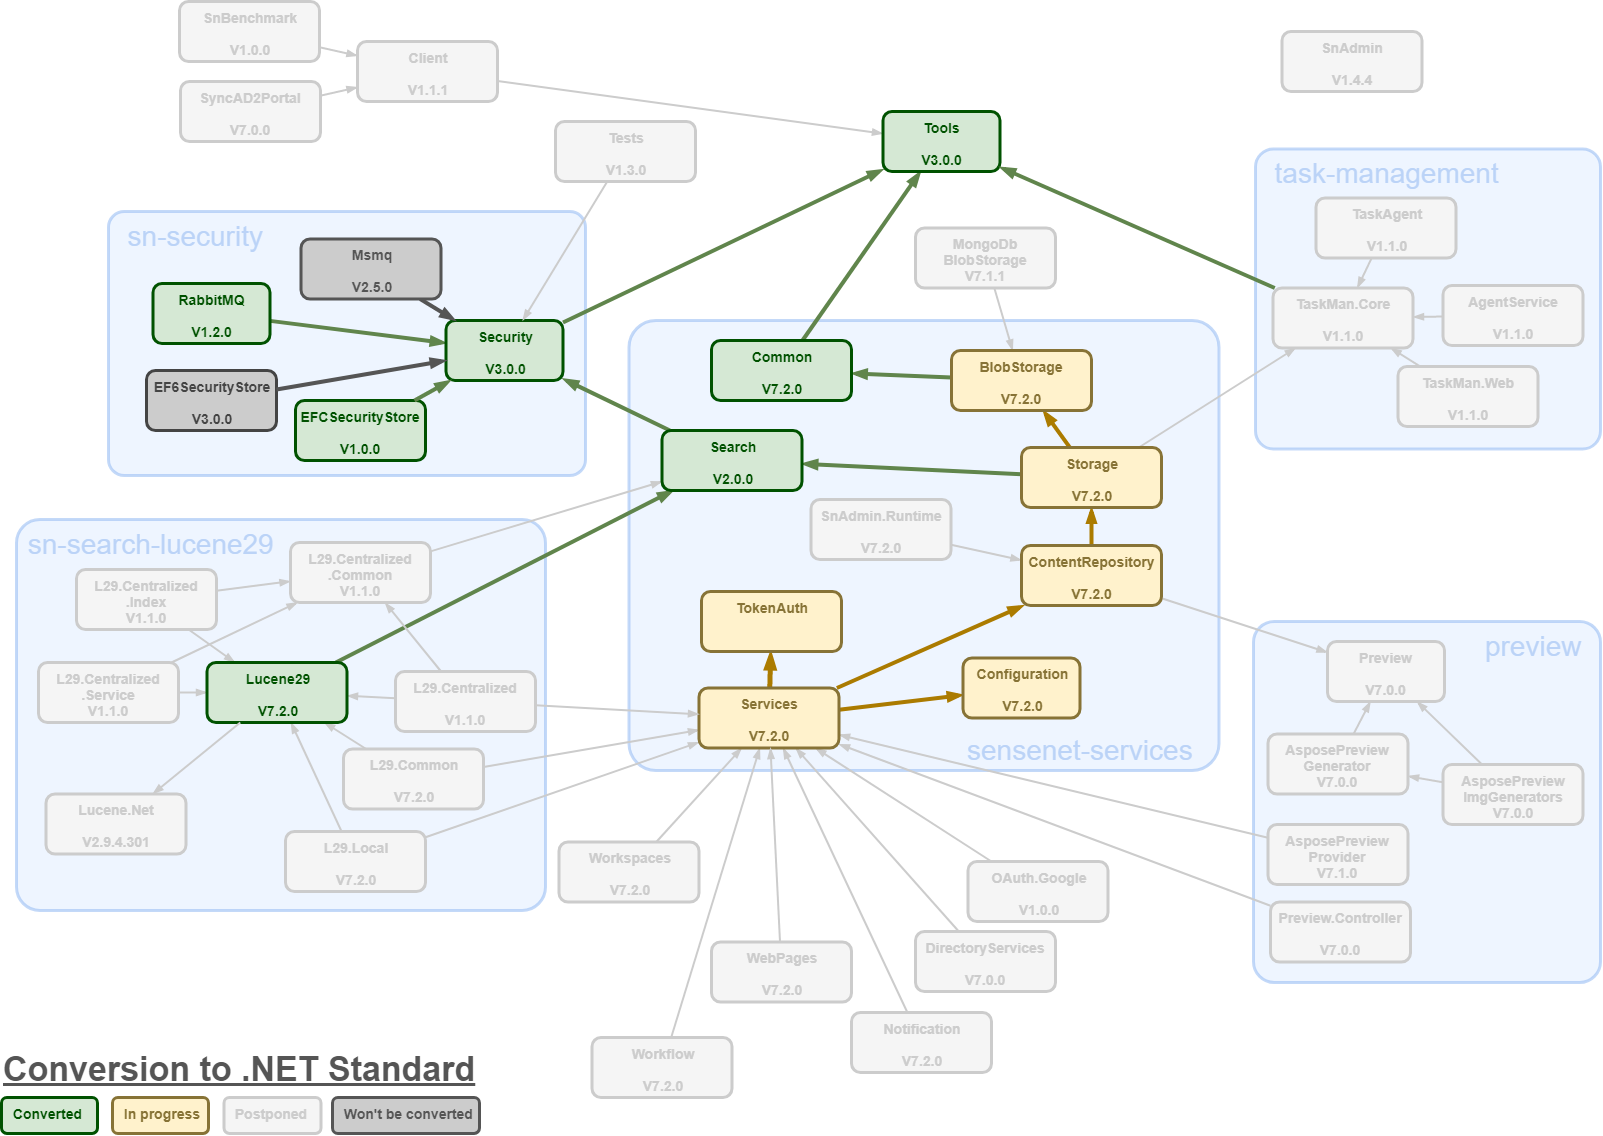 SnBenchmark
V1.0.0
Client
V1.1.1
SyncAD2Portal
V7.0.0
SnAdmin
V1.4.4
Tests
V1.3.0
Tools
V3.0.0
sn-security
Msmq
V2.5.0
RabbitMQ
V1.2.0
Security
V3.0.0
EF6SecurityStore
V3.0.0
EFCSecurityStore
V1.0.0
task-management
TaskAgent
V1.1.0
TaskMan.Core
V1.1.0
AgentService
V1.1.0
TaskMan.Web
V1.1.0
MongoDb
BlobStorage
V7.1.1
Common
V7.2.0
BlobStorage
V7.2.0
Search
V2.0.0
Storage
V7.2.0
SnAdmin.Runtime
V7.2.0
ContentRepository
V7.2.0
TokenAuth
Configuration
V7.2.0
Services
V7.2.0
sensenet-services
sn-search-lucene29
L29.Centralized
.Common
V1.1.0
L29.Centralized
.Index
V1.1.0
L29.Centralized
.Service
V1.1.0
Lucene29
V7.2.0
L29.Centralized
V1.1.0
L29.Common
V7.2.0
Lucene.Net
V2.9.4.301
L29.Local
V7.2.0
preview
Preview
V7.0.0
AsposePreview
Generator
V7.0.0
AsposePreview
ImgGenerators
V7.0.0
AsposePreview
Provider
V7.1.0
Preview.Controller
V7.0.0
Workspaces
V7.2.0
OAuth.Google
V1.0.0
DirectoryServices
V7.0.0
WebPages
V7.2.0
Notification
V7.2.0
Workflow
V7.2.0
Conversion to .NET Standard
Converted
In progress
Postponed
Won't be converted